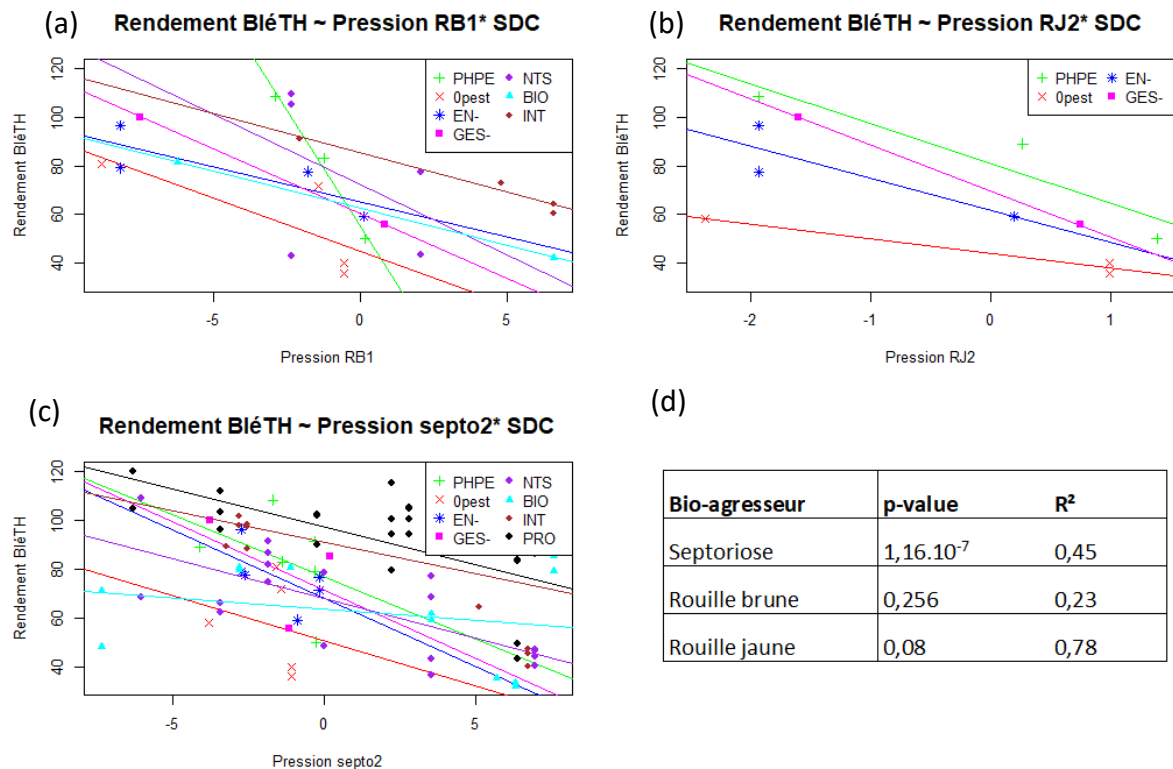 (a)
Rendement BléTH ~ Pression RB1* SDC
Rendement BléTH
120
100
80
60
40
-5
0
5
Pression RB1
PHPE
0pest
EN-
GES-
NTS
BIO
INT
(b)
Rendement BléTH ~ Pression RJ2* SDC
Rendement BléTH
120
100
80
60
40
-2
-1
0
1
Pression RJ2
PHPE
0pest
EN-
GES-
(c)
Rendement BléTH ~ Pression septo2* SDC
Rendement BléTH
120
100
80
60
40
-5
0
5
Pression septo2
PHPE
0pest
EN-
GES-
NTS
BIO
INT
PRO
(d)
Bio-agresseur p-value R²
Septoriose 1,16.10⁻⁷ 0,45
Rouille brune 0,256 0,23
Rouille jaune 0,08 0,78